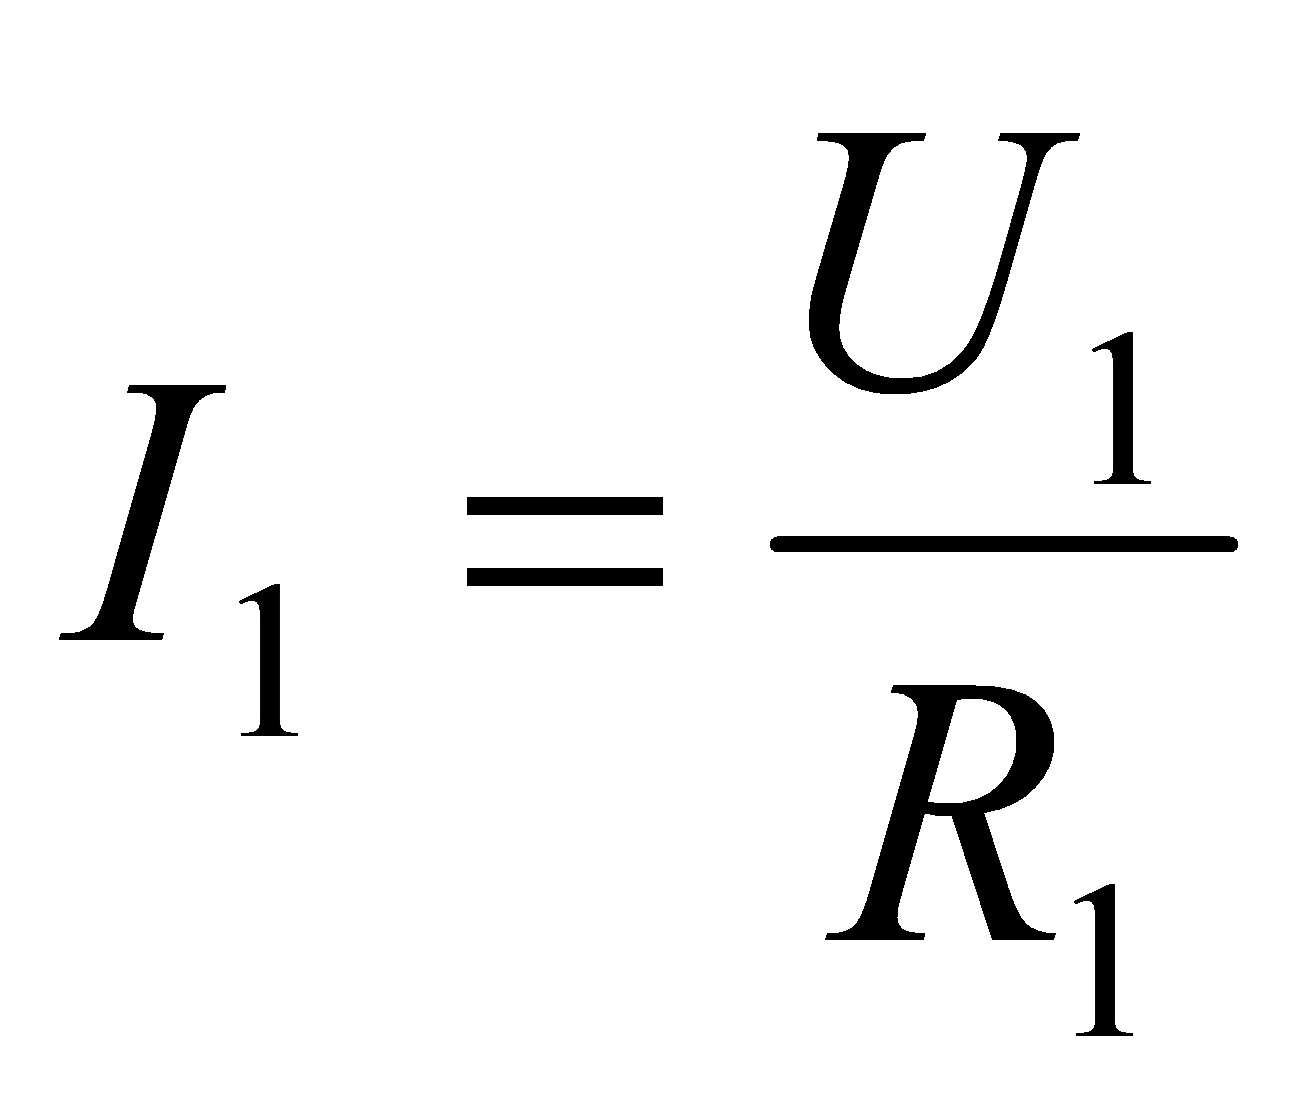 I₁ = U₁ / R₁